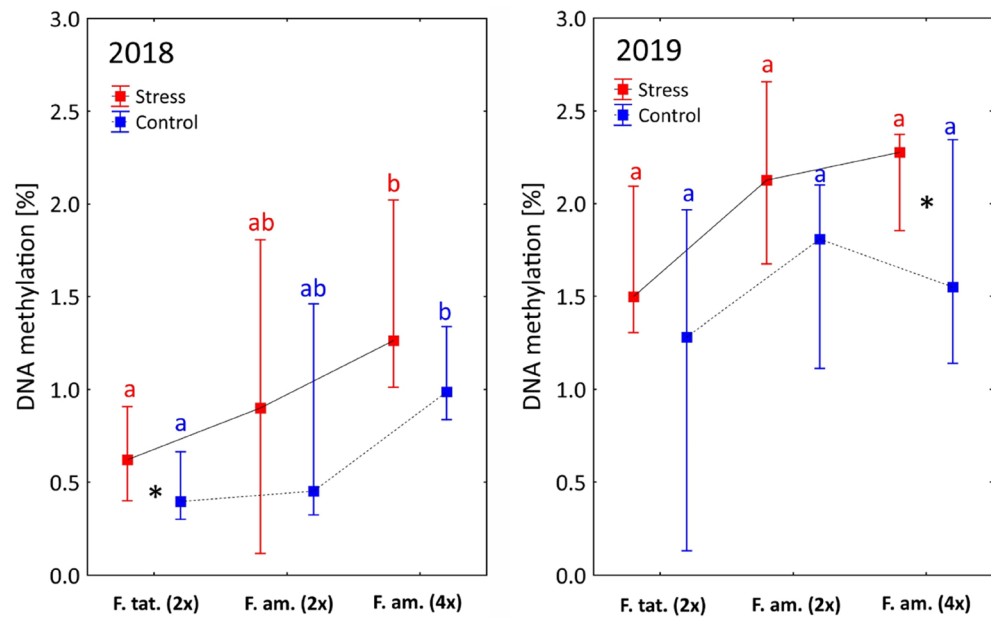 2018
Stress
Control
DNA methylation [%]
3.0
2.5
2.0
1.5
1.0
0.5
0.0
a
a
*
ab
ab
b
b
F. tat. (2x) F. am. (2x) F. am. (4x)
2019
Stress
Control
DNA methylation [%]
3.0
2.5
2.0
1.5
1.0
0.5
0.0
a
a
a
a
a
a
*
F. tat. (2x) F. am. (2x) F. am. (4x)